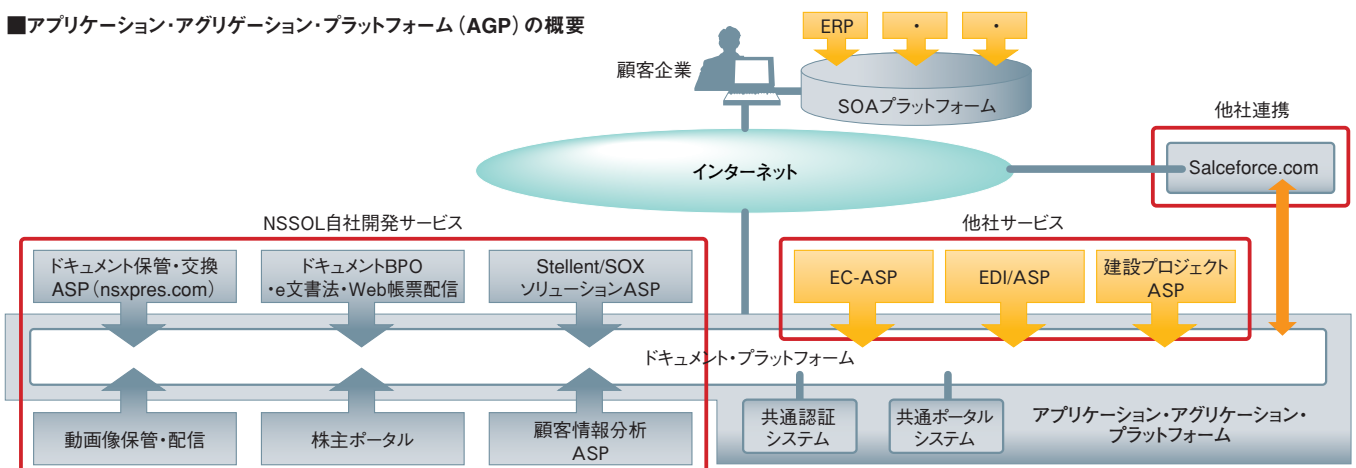 ■アプリケーション・アグリゲーション・プラットフォーム（AGP）の概要
ERP
・
・
顧客企業
SOAプラットフォーム
他社連携
インターネット
Salceforce.com
NSSOL自社開発サービス
他社サービス
ドキュメント保管・交換
ASP（nsxpres.com）
ドキュメントBPO
・e文書法・Web帳票配信
Stellent/SOX
ソリューションASP
EC-ASP
EDI/ASP
建設プロジェクト
ASP
ドキュメント・プラットフォーム
動画像保管・配信
株主ポータル
顧客情報分析
ASP
共通認証
システム
共通ポータル
システム
アプリケーション・アグリケーション・
プラットフォーム